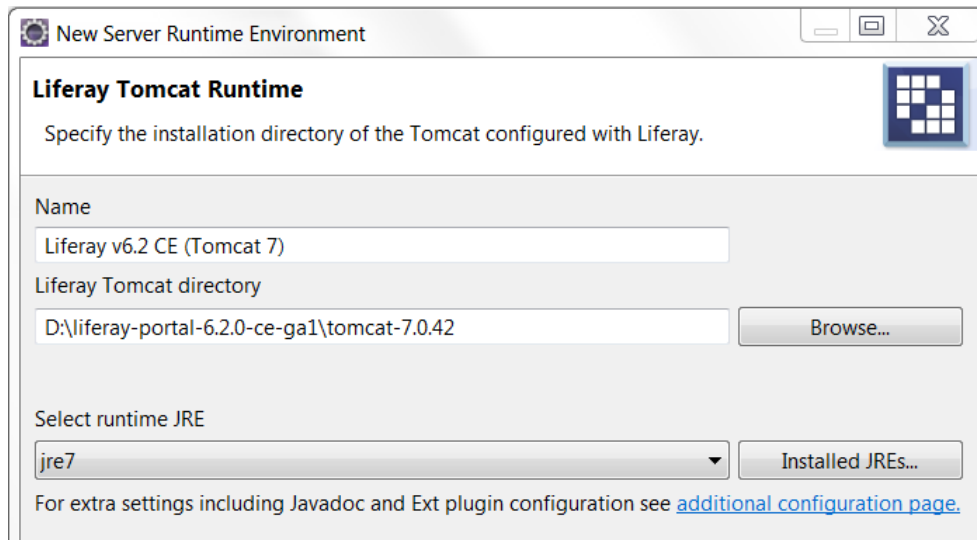 New Server Runtime Environment
Liferay Tomcat Runtime
Specify the installation directory of the Tomcat configured with Liferay.
Name
Liferay v6.2 CE (Tomcat 7)
Liferay Tomcat directory
D:\liferay-portal-6.2.0-ce-ga1\tomcat-7.0.42
Browse...
Select runtime JRE
jre7
Installed JREs...
For extra settings including Javadoc and Ext plugin configuration see additional configuration page.